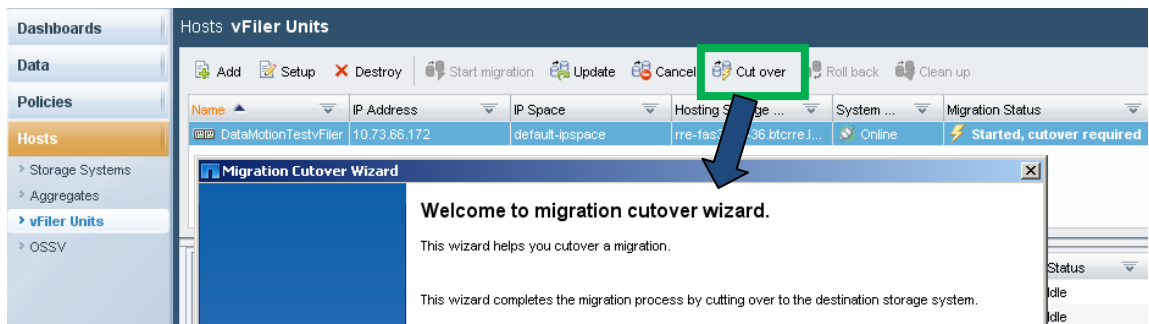 Dashboards
Data
Policies
Hosts
Storage Systems
Aggregates
vFiler Units
OSSV
Hosts vFiler Units
Add Setup Destroy Start migration Update Cancel Cut over Roll back Clean up
Name IP Address IP Space Hosting S ge ... System ... Migration Status
DataMotionTestvFiler 10.73.66.172 default-ipspace 36.btcrre.l... Online Started, cutover required
Migration Cutover Wizard
Welcome to migration cutover wizard.
This wizard helps you cutover a migration.
This wizard completes the migration process by cutting over to the destination storage system.
Status
Idle
Idle